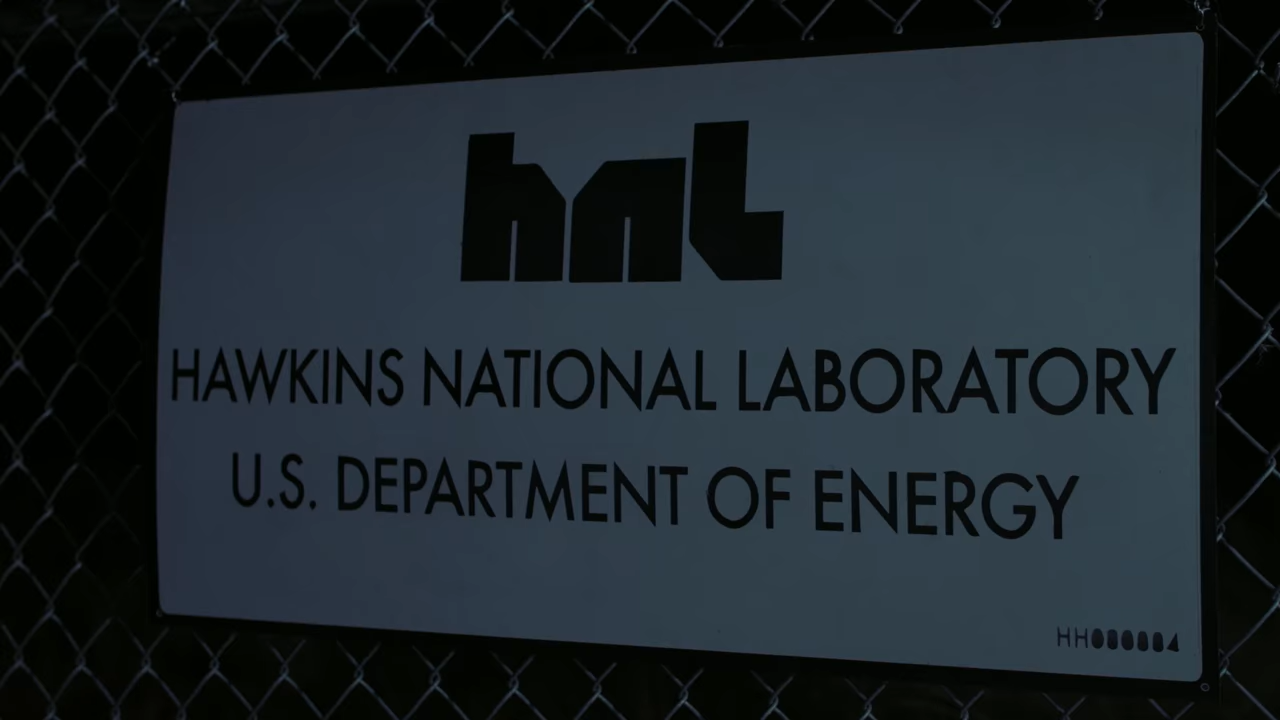 hnl
HAWKINS NATIONAL LABORATORY
U.S. DEPARTMENT OF ENERGY